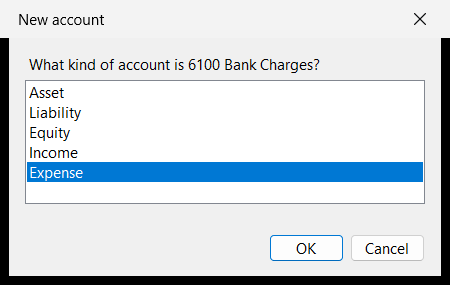 New account
What kind of account is 6100 Bank Charges?
Asset
Liability
Equity
Income
Expense
OK
Cancel